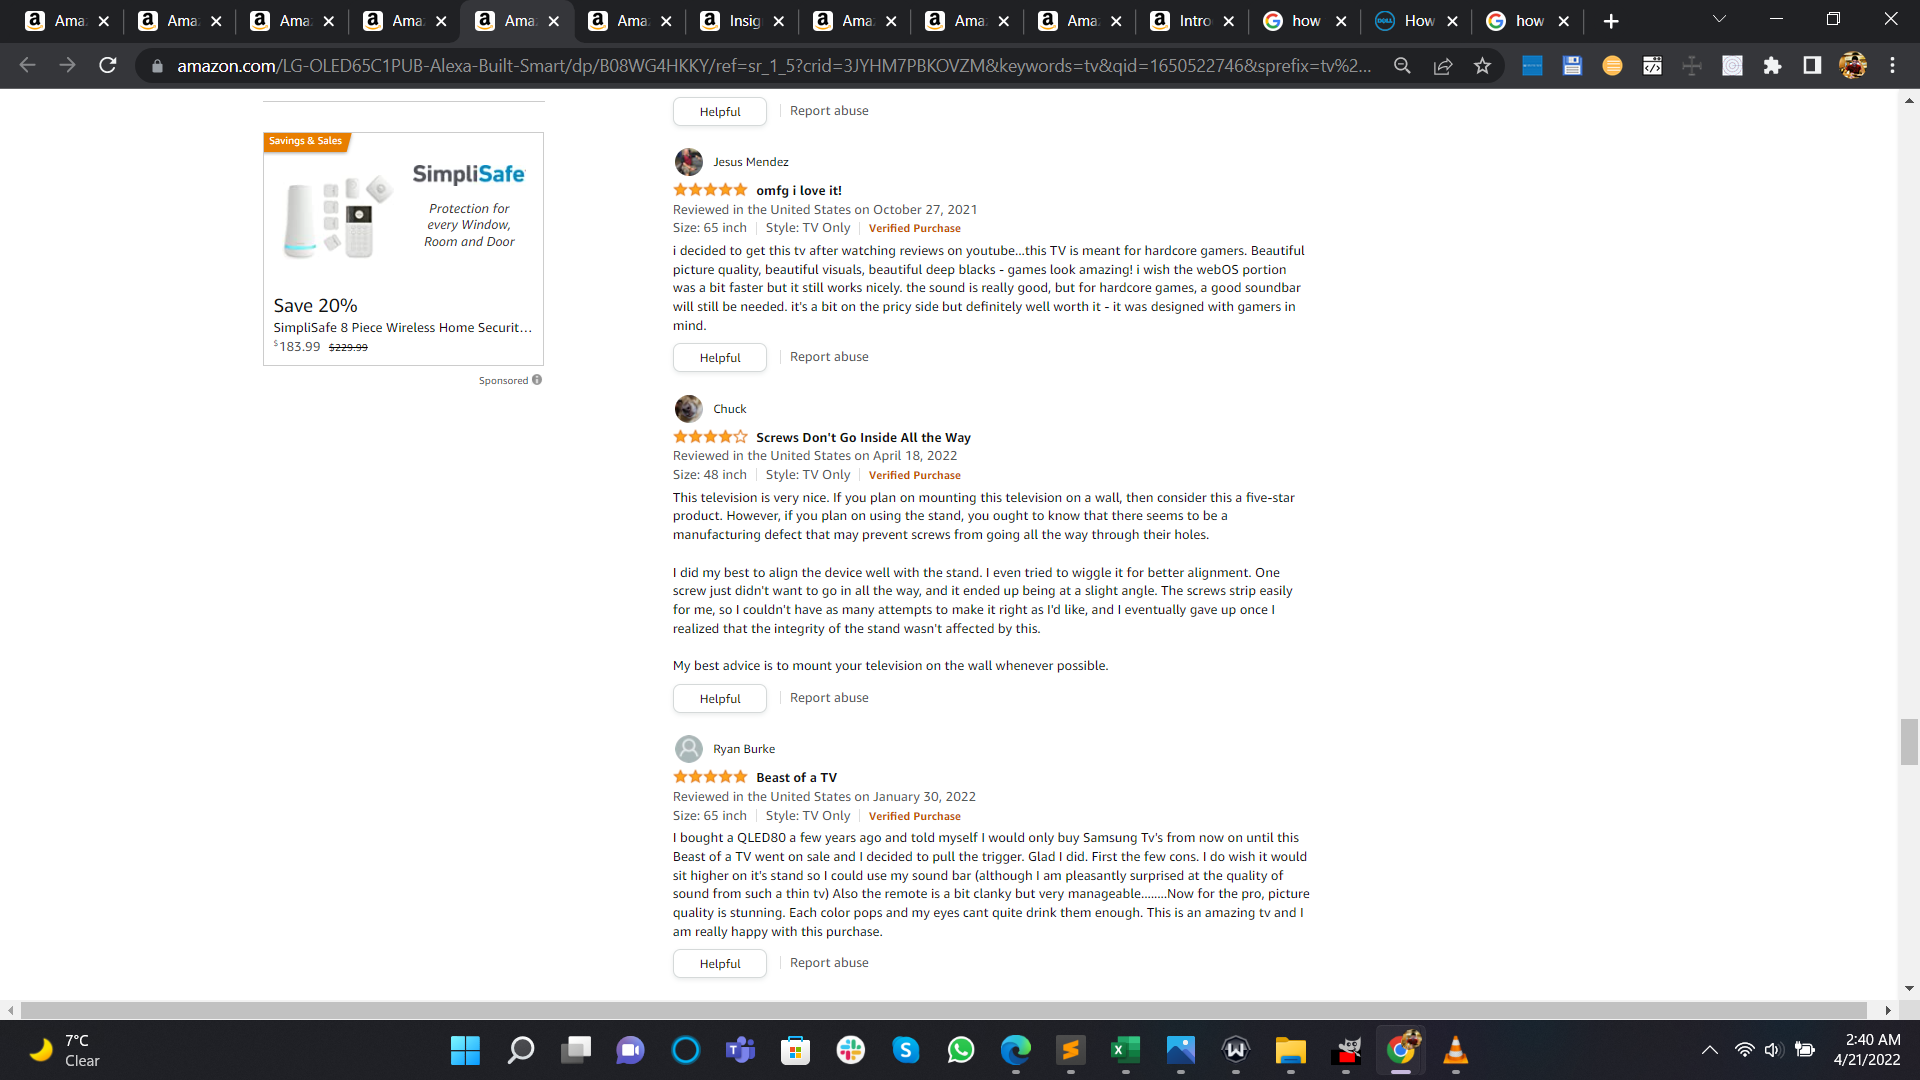 Ama
Ama
Ama
Ama
Ama
Ama
Insig
Ama
Ama
Ama
Intro
how
How
how
amazon.com/LG-OLED65C1PUB-Alexa-Built-Smart/dp/B08WG4HKKY/ref=sr_1_5?crid=3JYHM7PBKOVZM&keywords=tv&qid=1650522746&sprefix=tv%2...
Helpful
Report abuse
Savings & Sales
SimpliSafe
Protection for
every Window,
Room and Door
Save 20%
SimpliSafe 8 Piece Wireless Home Securit...
$183.99 $229.99
Sponsored
Jesus Mendez
omfg i love it!
Reviewed in the United States on October 27, 2021
Size: 65 inch Style: TV Only Verified Purchase
i decided to get this tv after watching reviews on youtube...this TV is meant for hardcore gamers. Beautiful
picture quality, beautiful visuals, beautiful deep blacks - games look amazing! i wish the webOS portion
was a bit faster but it still works nicely. the sound is really good, but for hardcore games, a good soundbar
will still be needed. it's a bit on the pricy side but definitely well worth it - it was designed with gamers in
mind.
Helpful
Report abuse
Chuck
Screws Don't Go Inside All the Way
Reviewed in the United States on April 18, 2022
Size: 48 inch Style: TV Only Verified Purchase
This television is very nice. If you plan on mounting this television on a wall, then consider this a five-star
product. However, if you plan on using the stand, you ought to know that there seems to be a
manufacturing defect that may prevent screws from going all the way through their holes.
I did my best to align the device well with the stand. I even tried to wiggle it for better alignment. One
screw just didn't want to go in all the way, and it ended up being at a slight angle. The screws strip easily
for me, so I couldn't have as many attempts to make it right as I'd like, and I eventually gave up once I
realized that the integrity of the stand wasn't affected by this.
My best advice is to mount your television on the wall whenever possible.
Helpful
Report abuse
Ryan Burke
Beast of a TV
Reviewed in the United States on January 30, 2022
Size: 65 inch Style: TV Only Verified Purchase
I bought a QLED80 a few years ago and told myself I would only buy Samsung Tv's from now on until this
Beast of a TV went on sale and I decided to pull the trigger. Glad I did. First the few cons. I do wish it would
sit higher on it's stand so I could use my sound bar (although I am pleasantly surprised at the quality of
sound from such a thin tv) Also the remote is a bit clanky but very manageable........Now for the pro, picture
quality is stunning. Each color pops and my eyes cant quite drink them enough. This is an amazing tv and I
am really happy with this purchase.
Helpful
Report abuse
7°C
Clear
2:40 AM
4/21/2022